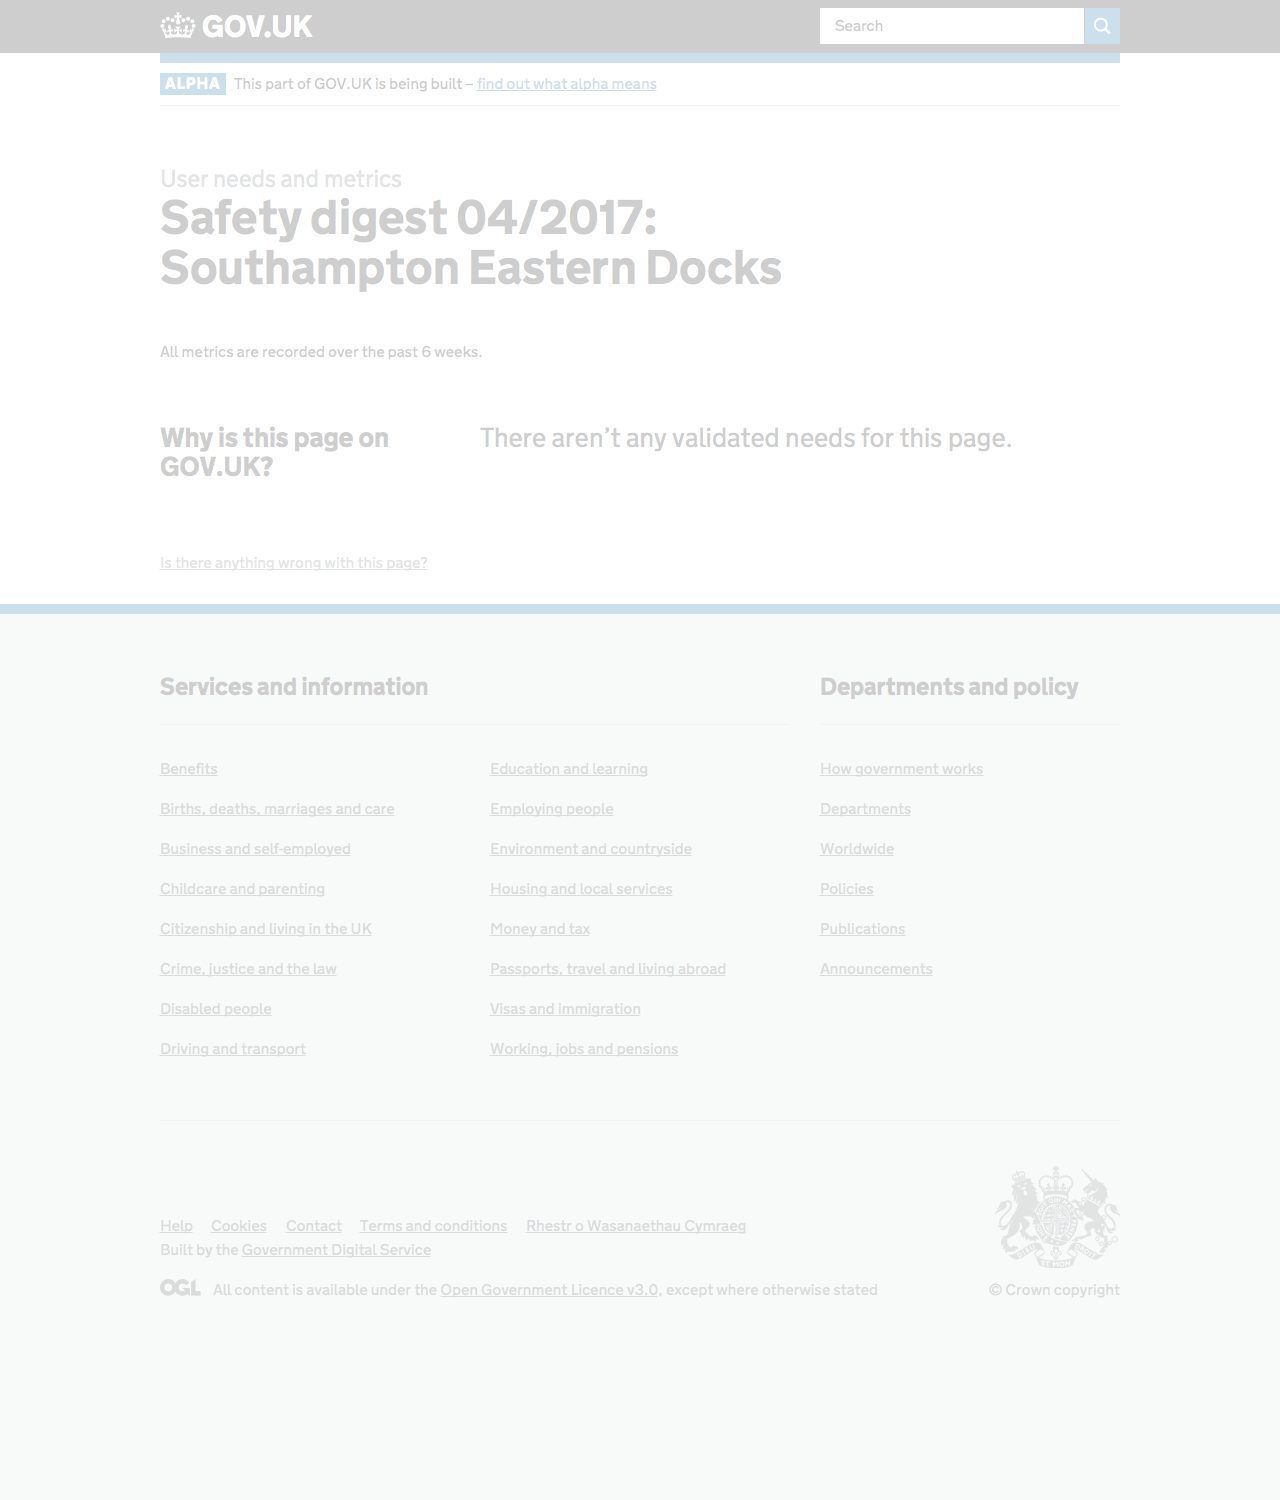 GOV.UK
Search
ALPHA This part of GOV.UK is being built – find out what alpha means
User needs and metrics
Safety digest 04/2017:
Southampton Eastern Docks
All metrics are recorded over the past 6 weeks.
Why is this page on
GOV.UK?
There aren’t any validated needs for this page.
Is there anything wrong with this page?
Services and information
Benefits
Births, deaths, marriages and care
Business and self-employed
Childcare and parenting
Citizenship and living in the UK
Crime, justice and the law
Disabled people
Driving and transport
Education and learning
Employing people
Environment and countryside
Housing and local services
Money and tax
Passports, travel and living abroad
Visas and immigration
Working, jobs and pensions
Departments and policy
How government works
Departments
Worldwide
Policies
Publications
Announcements
Help Cookies Contact Terms and conditions Rhestr o Wasanaethau Cymraeg
Built by the Government Digital Service
OGL All content is available under the Open Government Licence v3.0, except where otherwise stated
© Crown copyright